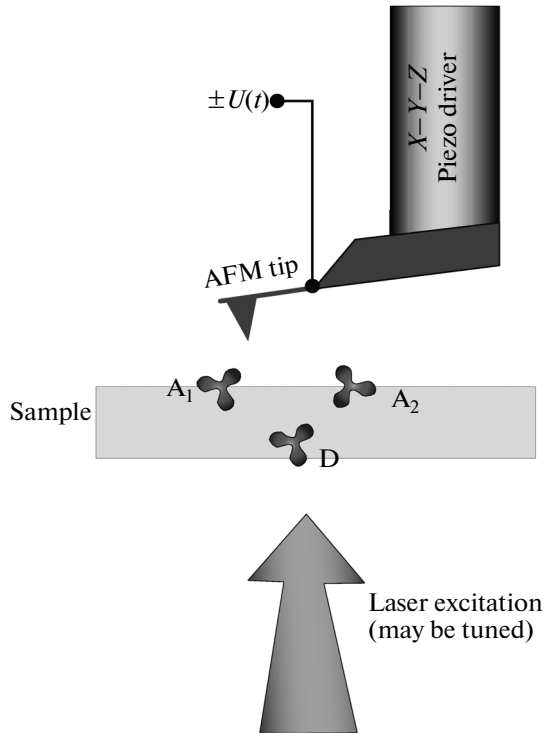 X–Y–Z
Piezo driver
±U(t)
AFM tip
A1
A2
Sample
D
Laser excitation
(may be tuned)